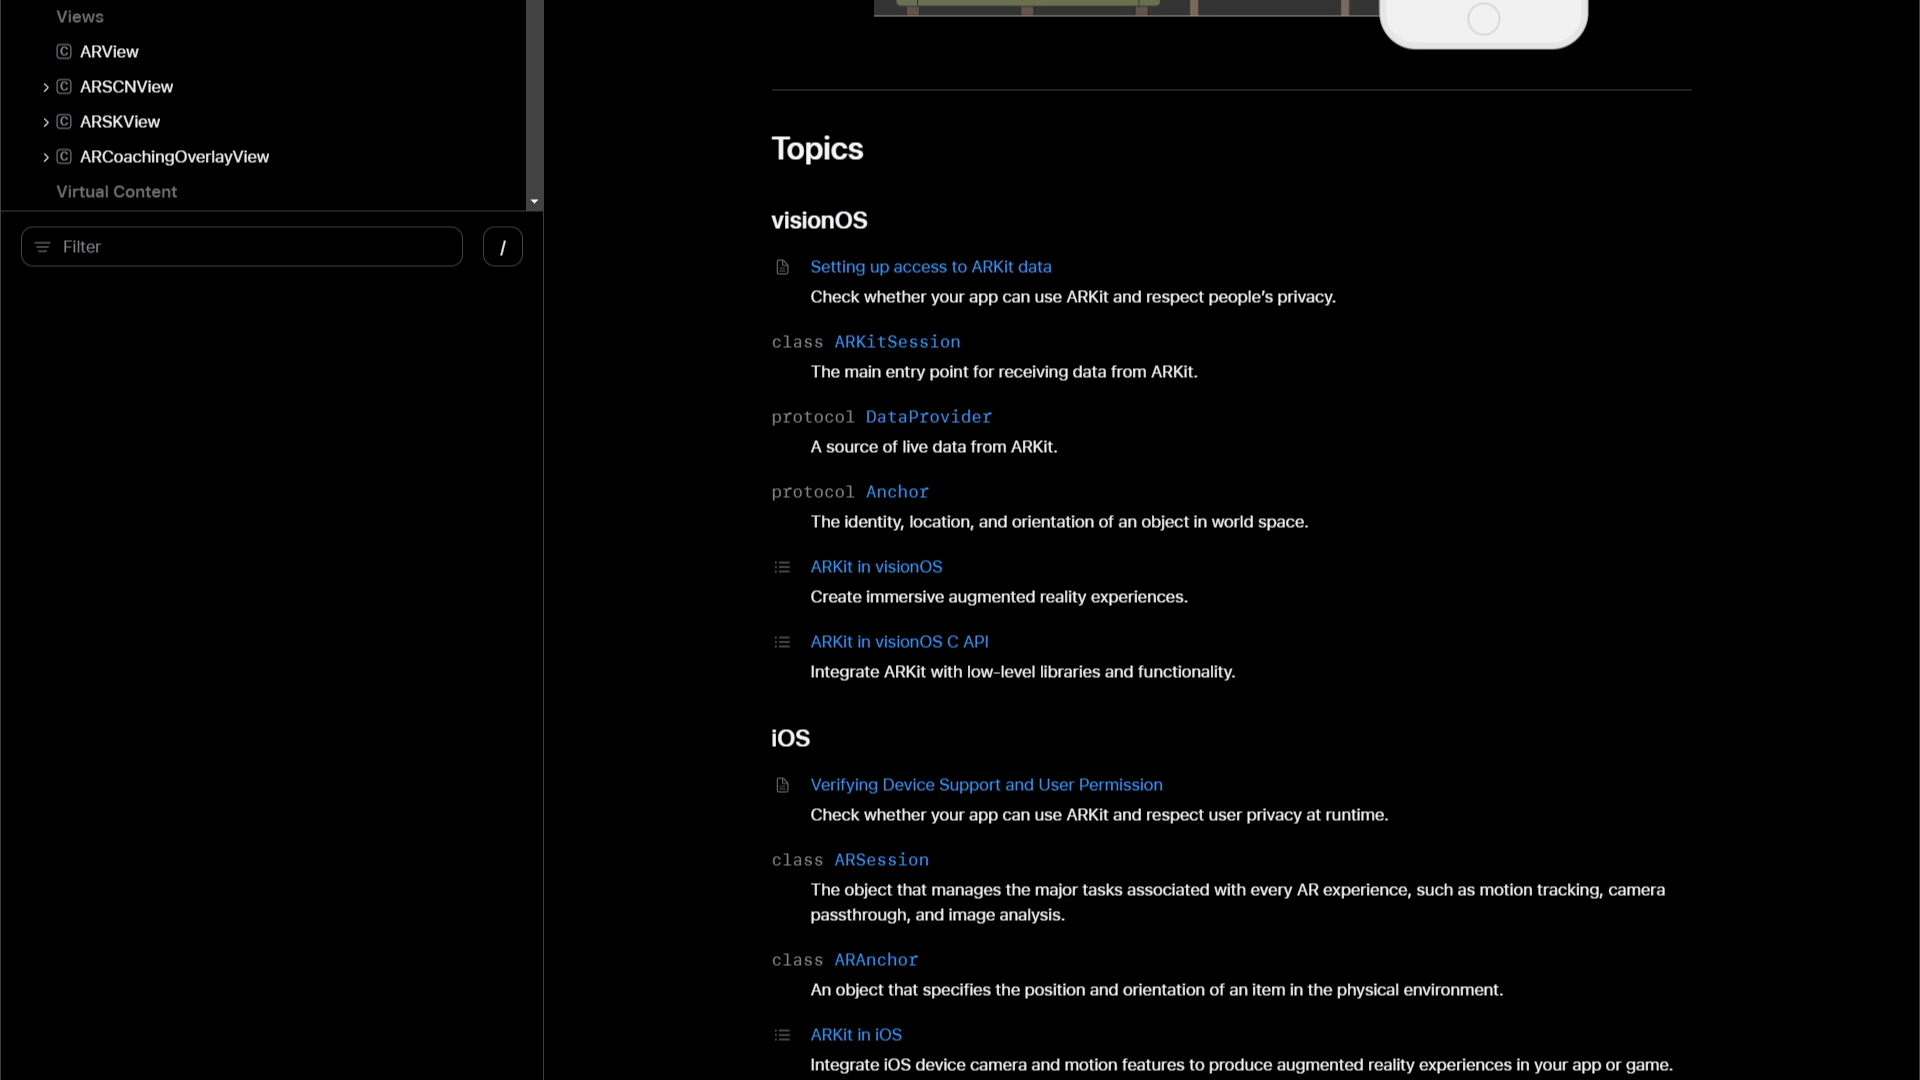 Views
ARView
ARSCNView
ARSKView
ARCoachingOverlayView
Virtual Content
Filter
/
Topics
visionOS
Setting up access to ARKit data
Check whether your app can use ARKit and respect people’s privacy.
class ARKitSession
The main entry point for receiving data from ARKit.
protocol DataProvider
A source of live data from ARKit.
protocol Anchor
The identity, location, and orientation of an object in world space.
ARKit in visionOS
Create immersive augmented reality experiences.
ARKit in visionOS C API
Integrate ARKit with low-level libraries and functionality.
iOS
Verifying Device Support and User Permission
Check whether your app can use ARKit and respect user privacy at runtime.
class ARSession
The object that manages the major tasks associated with every AR experience, such as motion tracking, camera
passthrough, and image analysis.
class ARAnchor
An object that specifies the position and orientation of an item in the physical environment.
ARKit in iOS
Integrate iOS device camera and motion features to produce augmented reality experiences in your app or game.